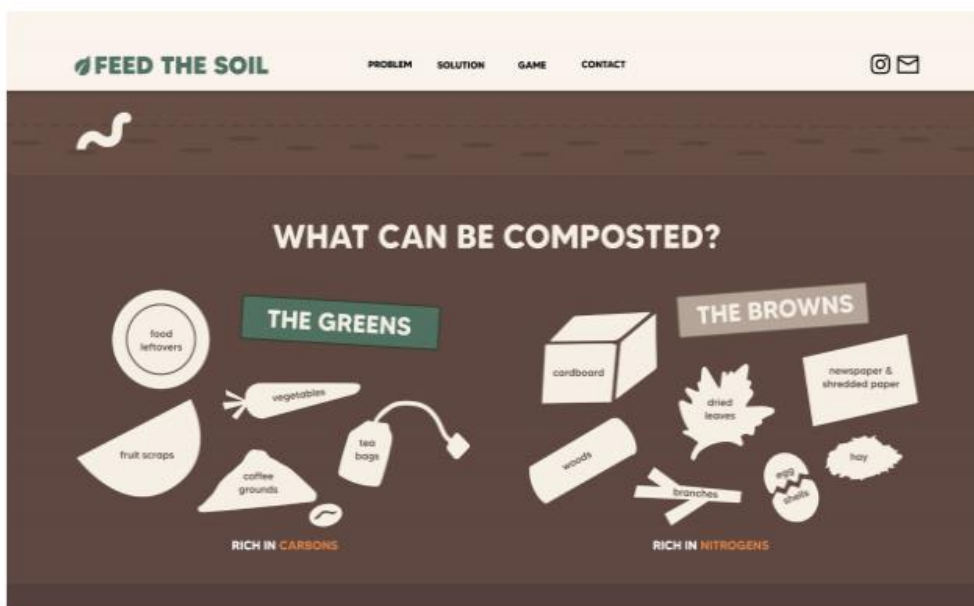 FEED THE SOIL
PROBLEM SOLUTION GAME CONTACT
WHAT CAN BE COMPOSTED?
THE GREENS
food
leftovers
vegetables
tea
bags
fruit scraps
coffee
grounds
RICH IN CARBONS
THE BROWNS
cardboard
newspaper &
shredded paper
dried
leaves
woods
branches
egg
shells
hay
RICH IN NITROGENS